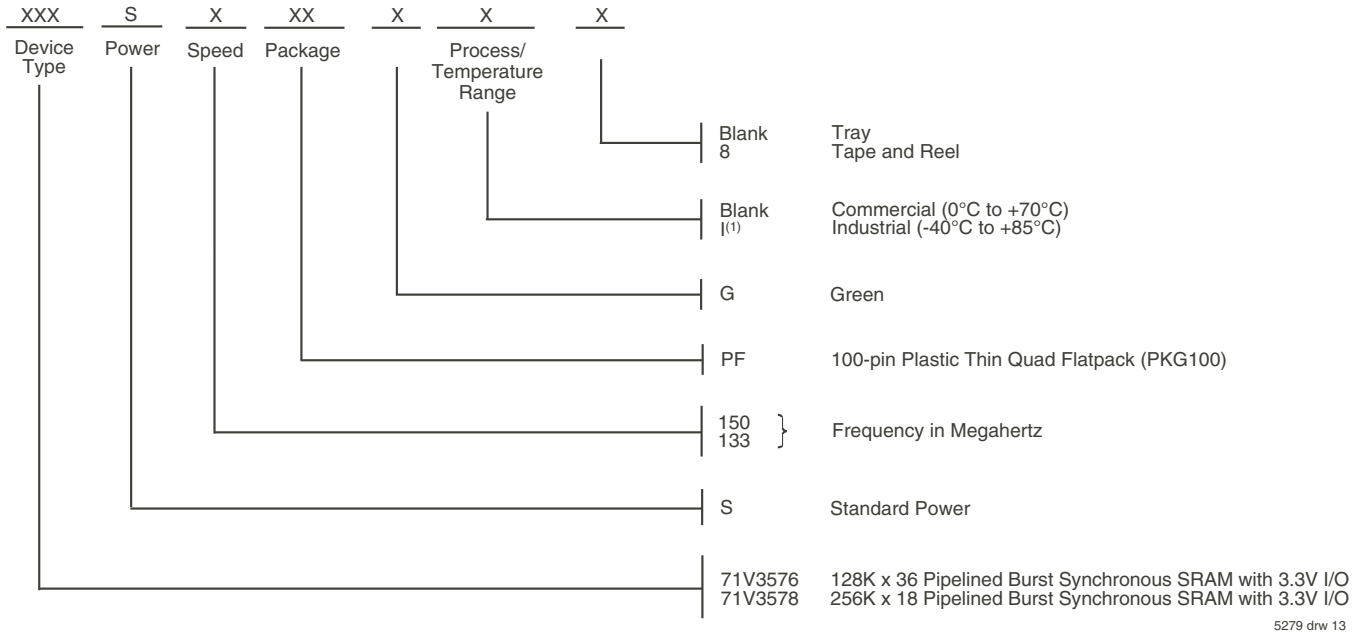 XXX S X XX X X X
Device Type Power Speed Package Process/ Temperature Range
Blank Tray
8 Tape and Reel
Blank Commercial (0°C to +70°C)
I(1) Industrial (-40°C to +85°C)
G Green
PF 100-pin Plastic Thin Quad Flatpack (PKG100)
150
133 } Frequency in Megahertz
S Standard Power
71V3576 128K x 36 Pipelined Burst Synchronous SRAM with 3.3V I/O
71V3578 256K x 18 Pipelined Burst Synchronous SRAM with 3.3V I/O
5279 drw 13